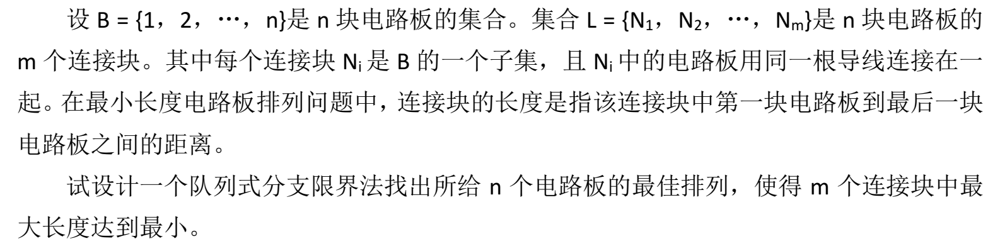 设 B = {1，2，…，n}是 n 块电路板的集合。集合 L = {N₁，N₂，…，Nₘ}是 n 块电路板的
m 个连接块。其中每个连接块 Nᵢ 是 B 的一个子集，且 Nᵢ 中的电路板用同一根导线连接在一
起。在最小长度电路板排列问题中，连接块的长度是指该连接块中第一块电路板到最后一块
电路板之间的距离。
试设计一个队列式分支限界法找出所给 n 个电路板的最佳排列，使得 m 个连接块中最
大长度达到最小。